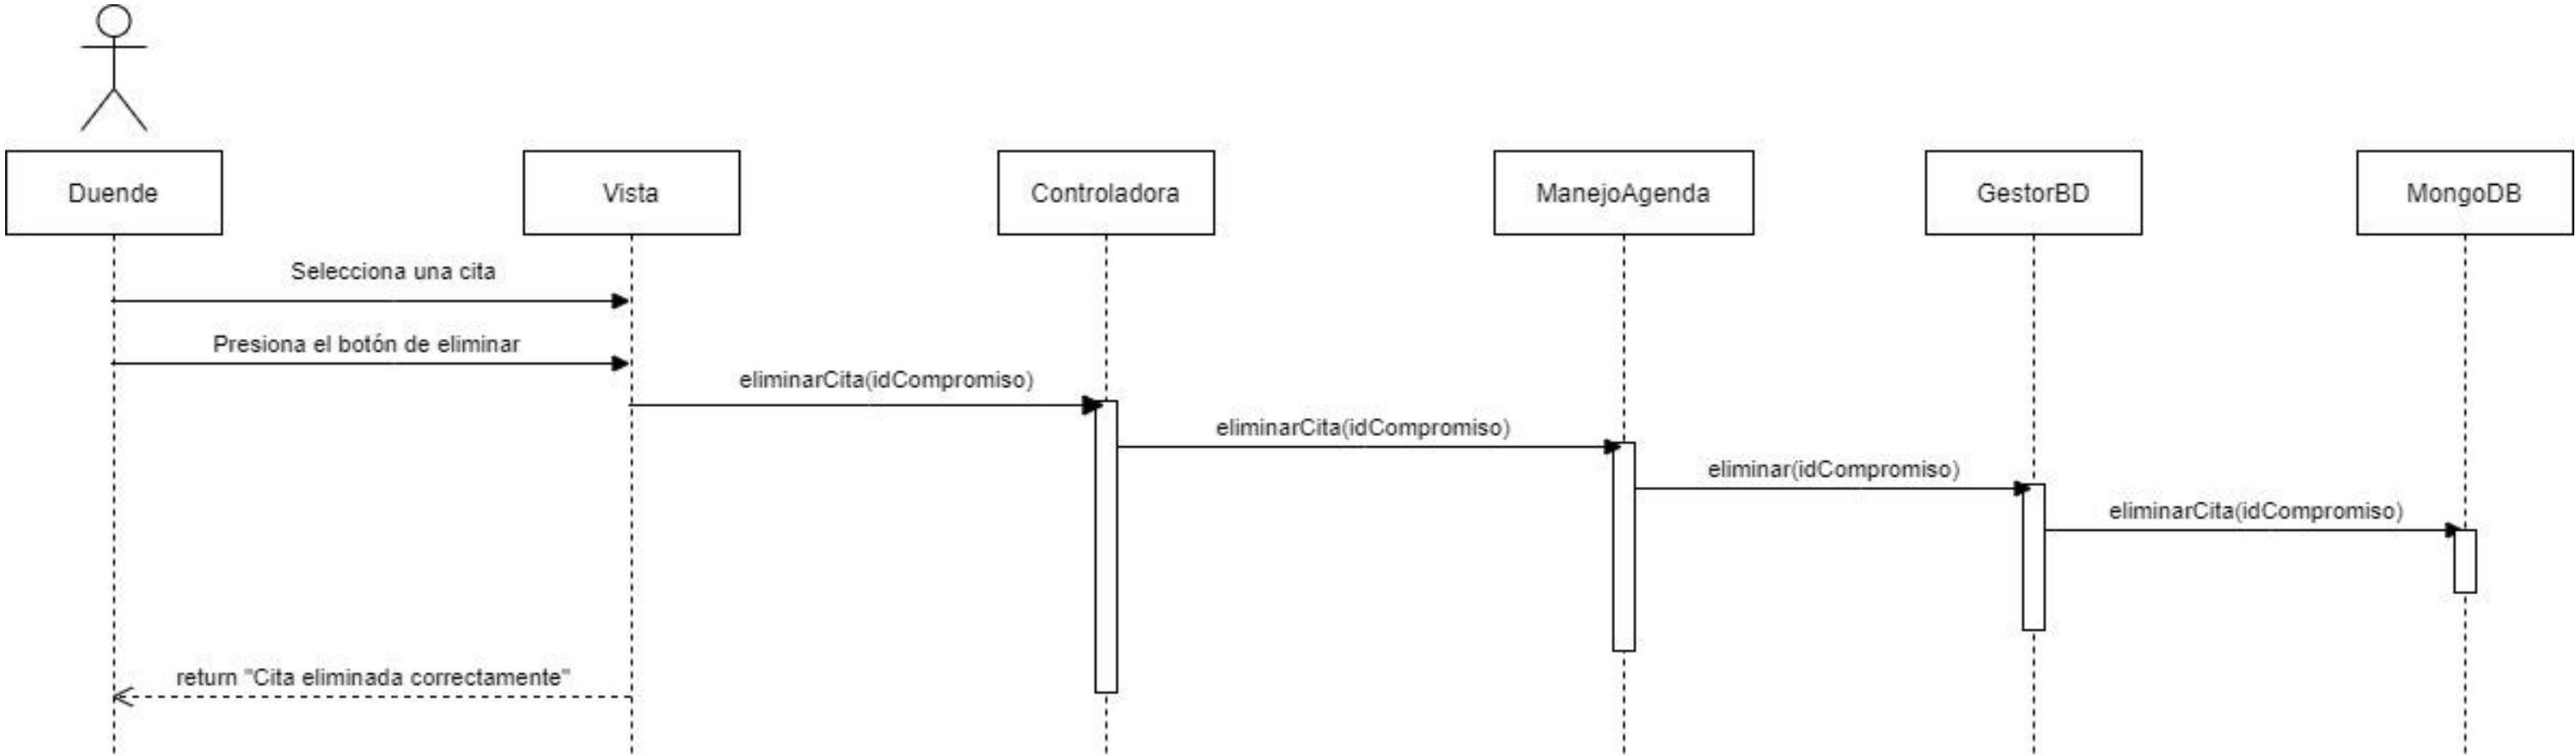 Duende
Vista
Controladora
ManejoAgenda
GestorBD
MongoDB
Selecciona una cita
Presiona el botón de eliminar
eliminarCita(idCompromiso)
eliminarCita(idCompromiso)
eliminar(idCompromiso)
eliminarCita(idCompromiso)
return "Cita eliminada correctamente"